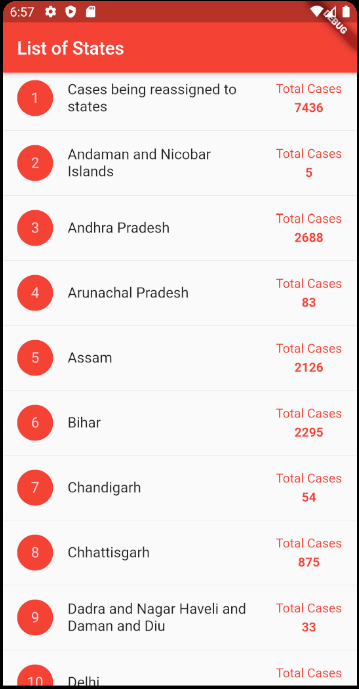 6:57
DEBUG
List of States
1
Cases being reassigned to
states
Total Cases
7436
2
Andaman and Nicobar
Islands
Total Cases
5
3
Andhra Pradesh
Total Cases
2688
4
Arunachal Pradesh
Total Cases
83
5
Assam
Total Cases
2126
6
Bihar
Total Cases
2295
7
Chandigarh
Total Cases
54
8
Chhattisgarh
Total Cases
875
9
Dadra and Nagar Haveli and
Daman and Diu
Total Cases
33
10
Delhi
Total Cases